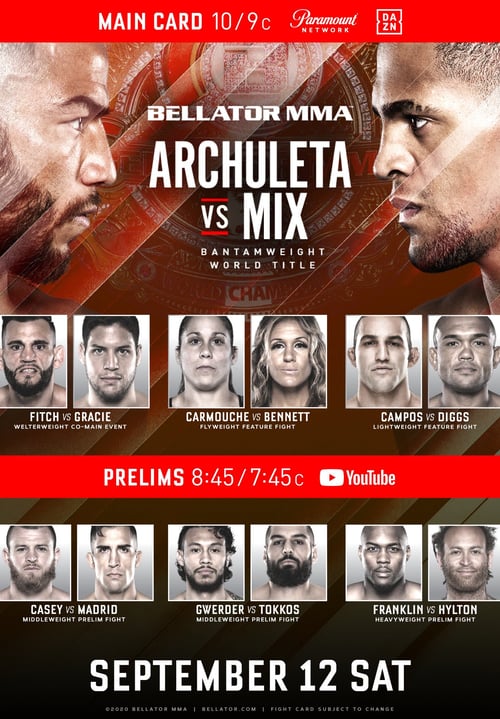 MAIN CARD 10/9C Paramount NETWORK DAZN
BELLATOR MMA
ARCHULETA
VS MIX
BANTAMWEIGHT
WORLD TITLE
FITCH VS GRACIE
WELTERWEIGHT CO-MAIN EVENT
CARMOUCHE VS BENNETT
FLYWEIGHT FEATURE FIGHT
CAMPOS VS DIGGS
LIGHTWEIGHT FEATURE FIGHT
PRELIMS 8:45/7:45C YouTube
CASEY VS MADRID
MIDDLEWEIGHT PRELIM FIGHT
GWERDER VS TOKKOS
MIDDLEWEIGHT PRELIM FIGHT
FRANKLIN VS HYLTON
HEAVYWEIGHT PRELIM FIGHT
SEPTEMBER 12 SAT
©2020 BELLATOR MMA | BELLATOR.COM | FIGHT CARD SUBJECT TO CHANGE